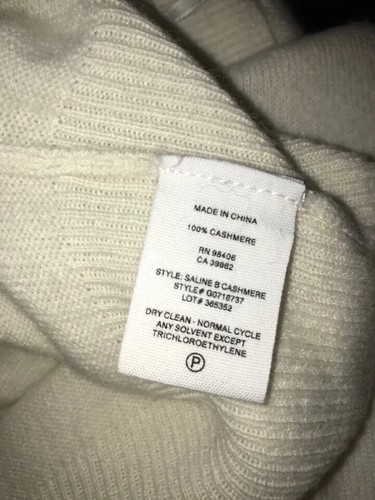 MADE IN CHINA
100% CASHMERE
RN 98406
CA 39862
STYLE: SALINE B CASHMERE
STYLE# G0718737
LOT# 365352
DRY CLEAN - NORMAL CYCLE
ANY SOLVENT EXCEPT
TRICHLOROETHYLENE
P